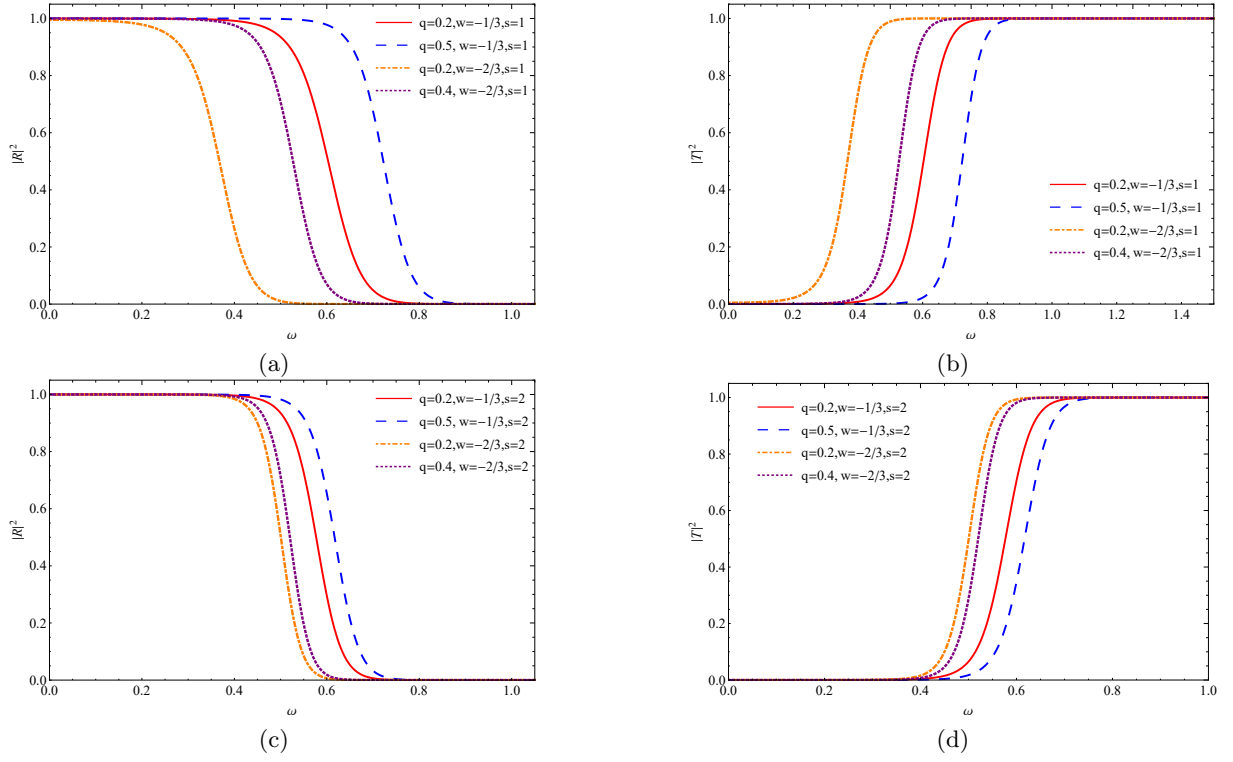 q=0.2,w=−1/3,s=1
q=0.5, w=−1/3,s=1
q=0.2,w=−2/3,s=1
q=0.4, w=−2/3,s=1
|R|²
1.0
0.8
0.6
0.4
0.2
0.0
0.0 0.2 0.4 0.6 0.8 1.0
ω
(a)
|T|²
1.0
0.8
0.6
0.4
0.2
0.0
q=0.2,w=−1/3,s=1
q=0.5, w=−1/3,s=1
q=0.2,w=−2/3,s=1
q=0.4, w=−2/3,s=1
0.0 0.2 0.4 0.6 0.8 1.0 1.2 1.4
ω
(b)
q=0.2,w=−1/3,s=2
q=0.5, w=−1/3,s=2
q=0.2,w=−2/3,s=2
q=0.4, w=−2/3,s=2
|R|²
1.0
0.8
0.6
0.4
0.2
0.0
0.0 0.2 0.4 0.6 0.8 1.0
ω
(c)
q=0.2,w=−1/3,s=2
q=0.5, w=−1/3,s=2
q=0.2,w=−2/3,s=2
q=0.4, w=−2/3,s=2
|T|²
1.0
0.8
0.6
0.4
0.2
0.0
0.0 0.2 0.4 0.6 0.8 1.0
ω
(d)